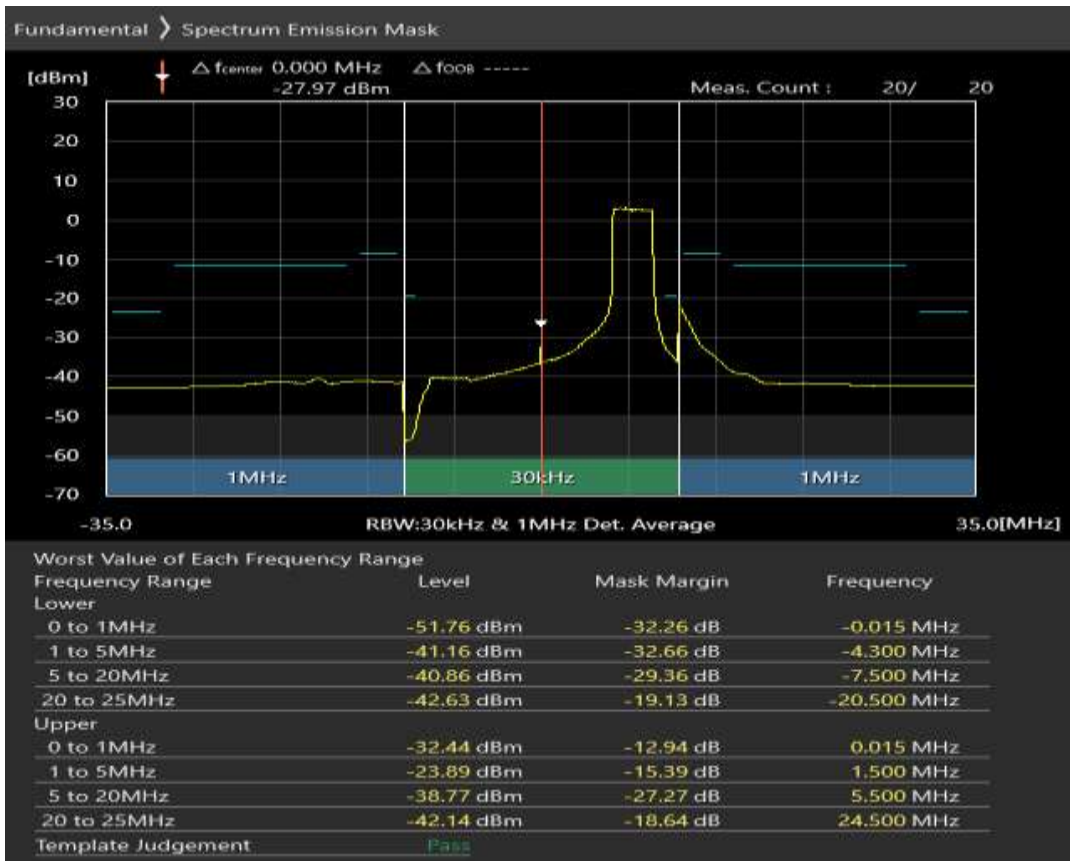 Fundamental 〉 Spectrum Emission Mask
[dBm] △ fcenter 0.000 MHz △ fOOB -----
-27.97 dBm Meas. Count : 20/ 20
30
20
10
0
-10
-20
-30
-40
-50
-60
-70
1MHz 30kHz 1MHz
-35.0 RBW:30kHz & 1MHz Det. Average 35.0[MHz]
Worst Value of Each Frequency Range
Frequency Range Level Mask Margin Frequency
Lower
0 to 1MHz -51.76 dBm -32.26 dB -0.015 MHz
1 to 5MHz -41.16 dBm -32.66 dB -4.300 MHz
5 to 20MHz -40.86 dBm -29.36 dB -7.500 MHz
20 to 25MHz -42.63 dBm -19.13 dB -20.500 MHz
Upper
0 to 1MHz -32.44 dBm -12.94 dB 0.015 MHz
1 to 5MHz -23.89 dBm -15.39 dB 1.500 MHz
5 to 20MHz -38.77 dBm -27.27 dB 5.500 MHz
20 to 25MHz -42.14 dBm -18.64 dB 24.500 MHz
Template Judgement Pass